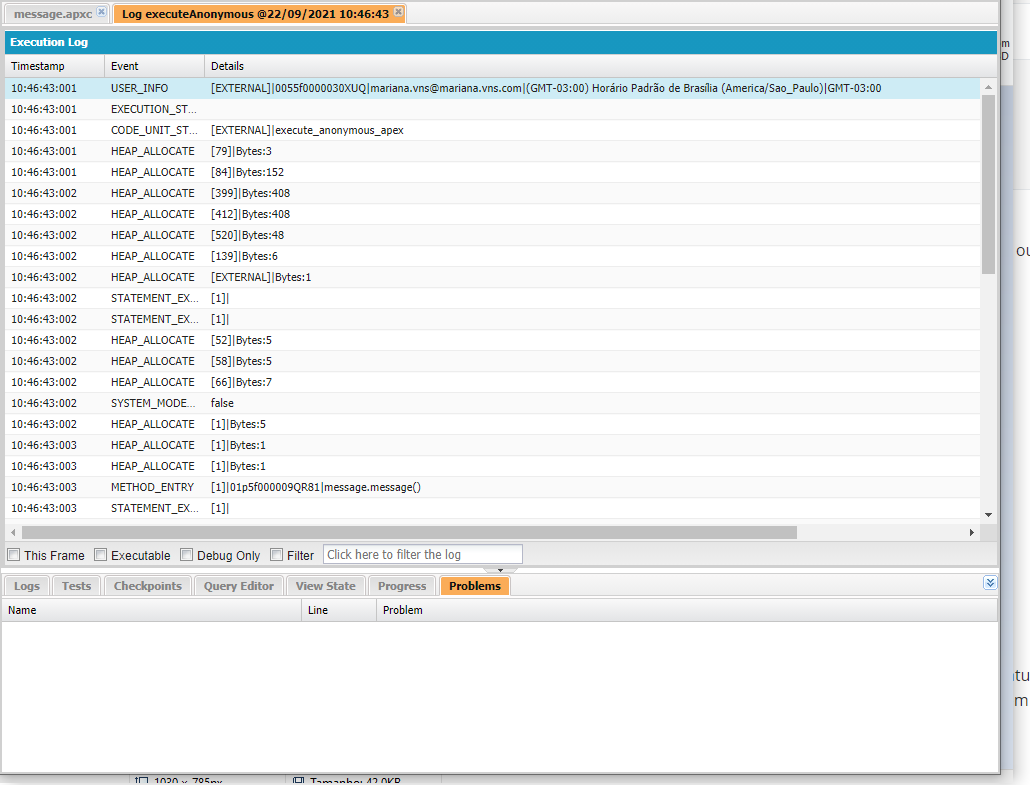 message.apxc Log executeAnonymous @22/09/2021 10:46:43
Execution Log
Timestamp Event Details
10:46:43:001 USER_INFO [EXTERNAL]|0055f0000030XUQ|mariana.vns@mariana.vns.com|(GMT-03:00) Horário Padrão de Brasília (America/Sao_Paulo)|GMT-03:00
10:46:43:001 EXECUTION_ST...
10:46:43:001 CODE_UNIT_ST... [EXTERNAL]|execute_anonymous_apex
10:46:43:001 HEAP_ALLOCATE [79]|Bytes:3
10:46:43:001 HEAP_ALLOCATE [84]|Bytes:152
10:46:43:002 HEAP_ALLOCATE [399]|Bytes:408
10:46:43:002 HEAP_ALLOCATE [412]|Bytes:408
10:46:43:002 HEAP_ALLOCATE [520]|Bytes:48
10:46:43:002 HEAP_ALLOCATE [139]|Bytes:6
10:46:43:002 HEAP_ALLOCATE [EXTERNAL]|Bytes:1
10:46:43:002 STATEMENT_EX... [1]|
10:46:43:002 STATEMENT_EX... [1]|
10:46:43:002 HEAP_ALLOCATE [52]|Bytes:5
10:46:43:002 HEAP_ALLOCATE [58]|Bytes:5
10:46:43:002 HEAP_ALLOCATE [66]|Bytes:7
10:46:43:002 SYSTEM_MODE... false
10:46:43:002 HEAP_ALLOCATE [1]|Bytes:5
10:46:43:003 HEAP_ALLOCATE [1]|Bytes:1
10:46:43:003 HEAP_ALLOCATE [1]|Bytes:1
10:46:43:003 METHOD_ENTRY [1]|01p5f000009QR81|message.message()
10:46:43:003 STATEMENT_EX... [1]|
This Frame Executable Debug Only Filter Click here to filter the log
Logs Tests Checkpoints Query Editor View State Progress Problems
Name Line Problem
m
D
ou
m
1030 × 785px Tamanho: 42,0KB